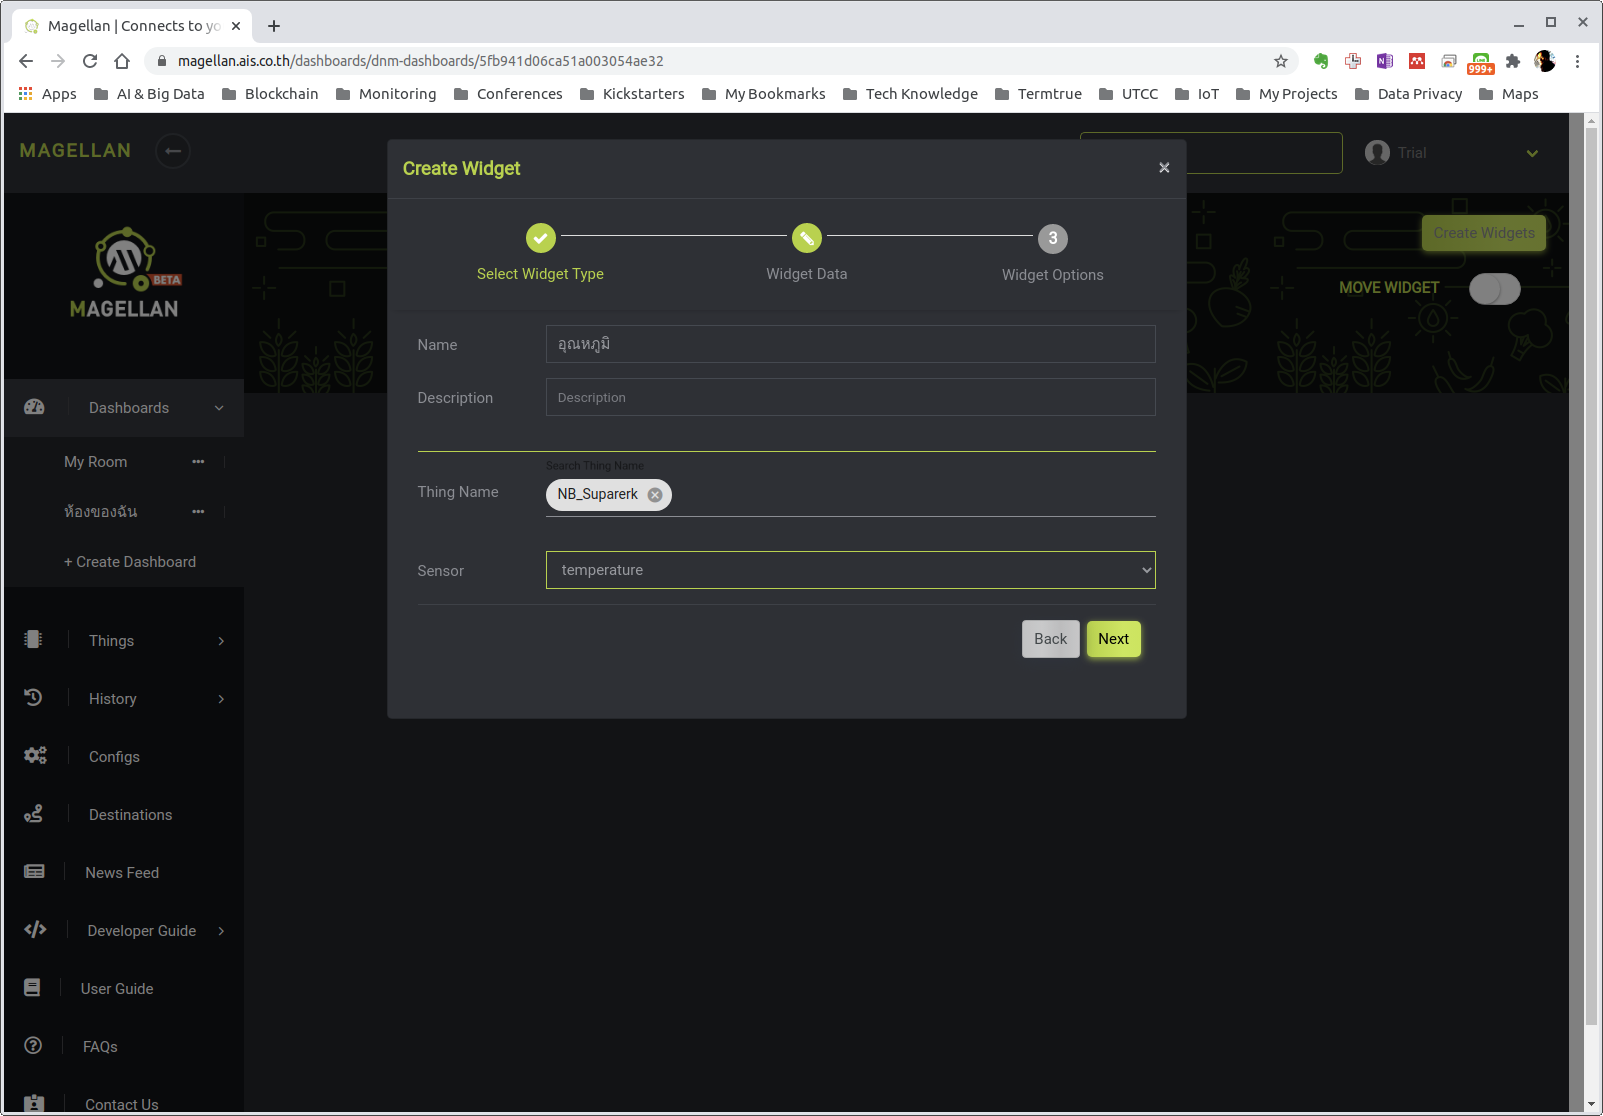 Magellan | Connects to yo
magellan.ais.co.th/dashboards/dnm-dashboards/5fb941d06ca51a003054ae32
999+
Apps AI & Big Data Blockchain Monitoring Conferences Kickstarters My Bookmarks Tech Knowledge Termtrue UTCC IoT My Projects Data Privacy Maps
MAGELLAN
Trial
BETA
MAGELLAN
Create Widgets
MOVE WIDGET
Dashboards
My Room
ห้องของฉัน
+ Create Dashboard
Things
History
Configs
Destinations
News Feed
Developer Guide
User Guide
FAQs
Contact Us
Create Widget
3
Select Widget Type Widget Data Widget Options
Name อุณหภูมิ
Description Description
Search Thing Name
Thing Name NB_Suparerk
Sensor temperature
Back Next